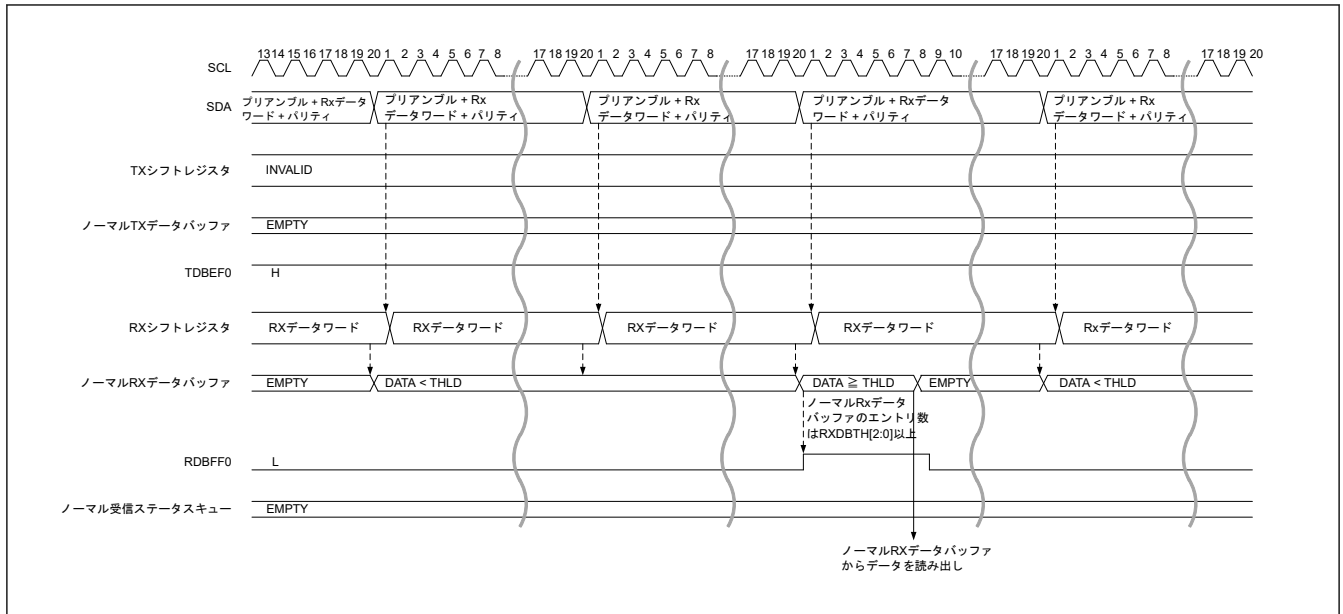 13 14 15 16 17 18 19 20 1 2 3 4 5 6 7 8 17 18 19 20 1 2 3 4 5 6 7 8 17 18 19 20 1 2 3 4 5 6 7 8 9 10 17 18 19 20 1 2 3 4 5 6 7 8 17 18 19 20
SCL
SDA
プリアンブル + Rxデータ
ワード + パリティ
プリアンブル + Rx
データワード + パリティ
プリアンブル + Rx
データワード + パリティ
プリアンブル + Rxデータ
ワード + パリティ
プリアンブル + Rx
データワード + パリティ
TXシフトレジスタ
INVALID
ノーマルTXデータバッファ
EMPTY
TDBEF0
H
RXシフトレジスタ
RXデータワード
RXデータワード
RXデータワード
RXデータワード
Rxデータワード
ノーマルRXデータバッファ
EMPTY
DATA < THLD
DATA ≧ THLD
EMPTY
DATA < THLD
ノーマルRxデータ
バッファのエントリ数
はRXDBTH[2:0]以上
RDBFF0
L
ノーマル受信ステータスキュー
EMPTY
ノーマルRXデータバッファ
からデータを読み出し